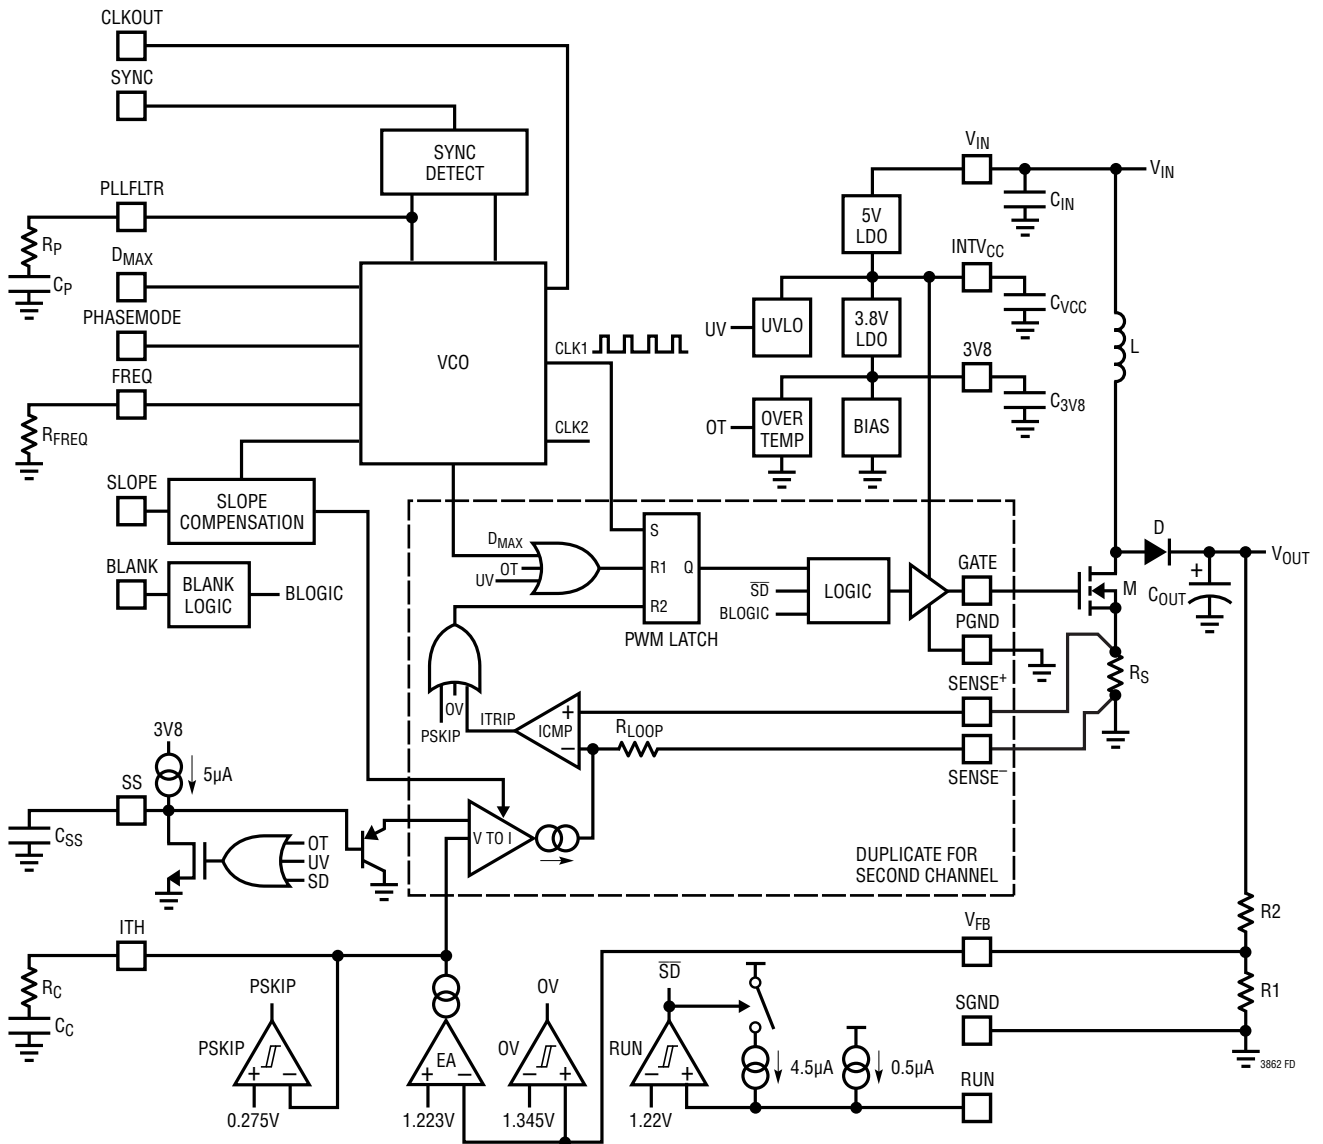 CLKOUT
SYNC
SYNC
DETECT
PLLFLTR
RP
CP
DMAX
PHASEMODE
FREQ
RFREQ
VCO
CLK1
CLK2
SLOPE
SLOPE
COMPENSATION
BLANK
BLANK
LOGIC
BLOGIC
VIN
VIN
CIN
5V
LDO
INTVCC
CVCC
UV
UVLO
3.8V
LDO
3V8
C3V8
OT
OVER
TEMP
BIAS
L
DMAX
OT
UV
S
R1
Q
R2
PWM LATCH
SD
BLOGIC
LOGIC
GATE
PGND
D
VOUT
M
COUT
+
RS
SENSE+
SENSE–
OV
PSKIP
ITRIP
ICMP
+
–
RLOOP
3V8
5µA
SS
CSS
OT
UV
SD
V TO I
DUPLICATE FOR
SECOND CHANNEL
ITH
RC
CC
PSKIP
PSKIP
+
–
0.275V
EA
+
–
1.223V
OV
OV
–
+
1.345V
SD
RUN
–
+
1.22V
4.5µA
0.5µA
VFB
SGND
RUN
R2
R1
3862 FD